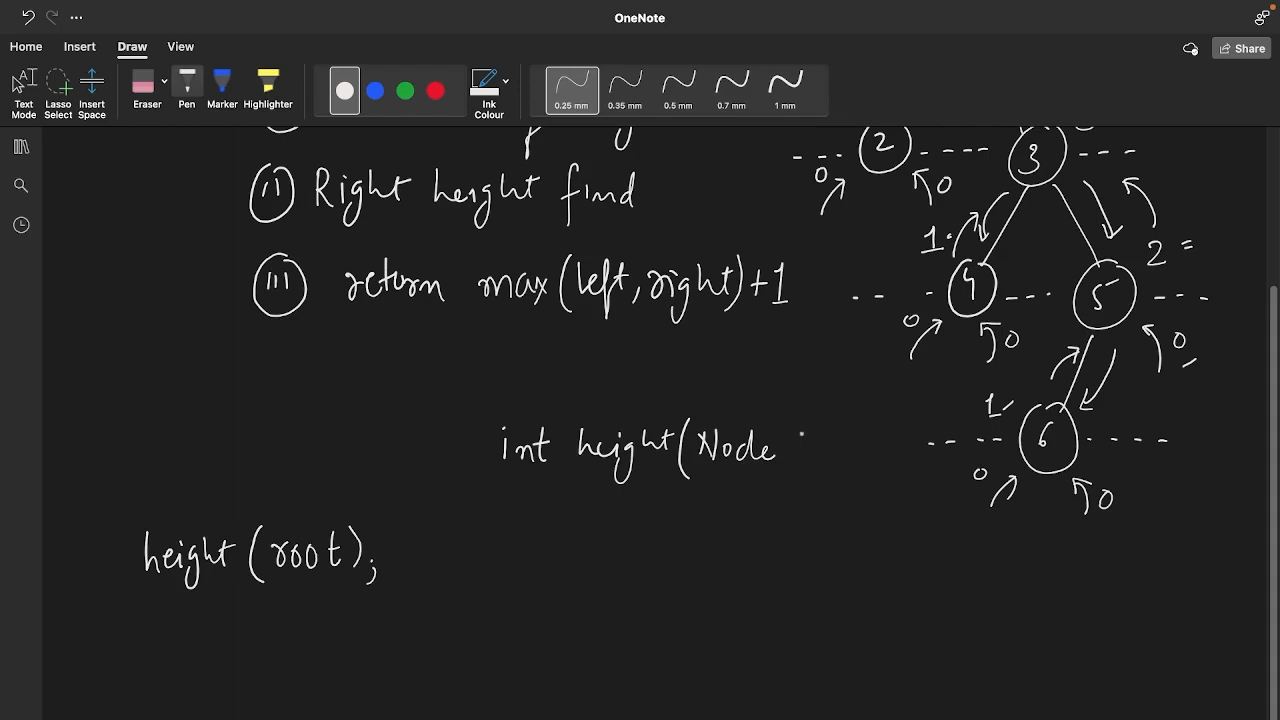 OneNote
Home Insert Draw View
Share
Text Mode
Lasso Select
Insert Space
Eraser
Pen
Marker
Highlighter
Ink Colour
0.25 mm
0.35 mm
0.5 mm
0.7 mm
1 mm
(II) Right height find
(III) return max(left, right)+1
int height(Node
height(root);
2 3
0 0
1 2 =
4 5
0 0 0
1
6
0 0